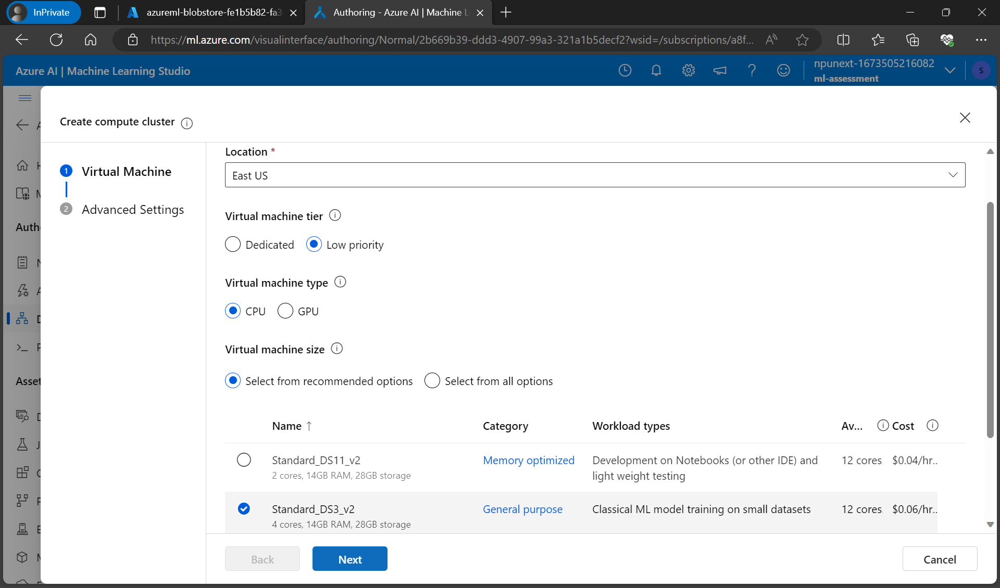 InPrivate
azureml-blobstore-fe1b5b82-fa3
Authoring - Azure AI | Machine L
https://ml.azure.com/visualinterface/authoring/Normal/2b669b39-ddd3-4907-99a3-321a1b5decf2?wsid=/subscriptions/a8f...
Azure AI | Machine Learning Studio
npunext-1673505216082
ml-assessment
S
Create compute cluster
1 Virtual Machine
2 Advanced Settings
Auth
Asset
Location *
East US
Virtual machine tier
Dedicated Low priority
Virtual machine type
CPU GPU
Virtual machine size
Select from recommended options Select from all options
Name ↑ Category Workload types Av... Cost
Standard_DS11_v2 Memory optimized Development on Notebooks (or other IDE) and 12 cores $0.04/hr..
2 cores, 14GB RAM, 28GB storage light weight testing
Standard_DS3_v2 General purpose Classical ML model training on small datasets 12 cores $0.06/hr..
4 cores, 14GB RAM, 28GB storage
Back Next Cancel